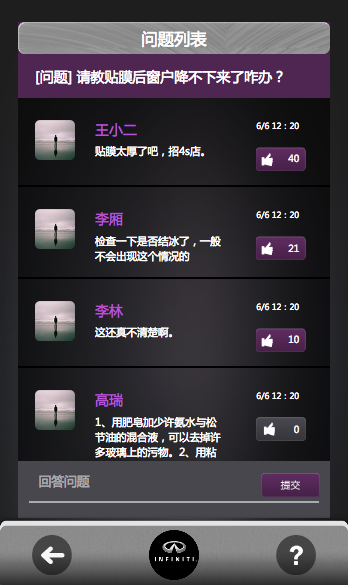 问题列表
[问题] 请教贴膜后窗户降不下来了咋办？
王小二
6/6 12：20
贴膜太厚了吧，招4s店。
40
李厢
6/6 12：20
检查一下是否结冰了，一般
不会出现这个情况的
21
李林
6/6 12：20
这还真不清楚啊。
10
高瑞
6/6 12：20
1、用肥皂加少许氨水与松
节油的混合液，可以去掉许
多玻璃上的污物。2、用粘
0
回答问题
提交
INFINITI
?